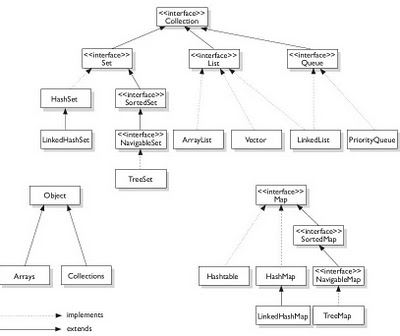 <<interface>>
Collection
<<interface>>
Set
<<interface>>
List
<<interface>>
Queue
HashSet
<<interface>>
SortedSet
LinkedHashSet
<<interface>>
NavigableSet
ArrayList
Vector
LinkedList
PriorityQueue
TreeSet
Object
<<interface>>
Map
<<interface>>
SortedMap
Arrays
Collections
Hashtable
HashMap
<<interface>>
NavigableMap
LinkedHashMap
TreeMap
implements
extends